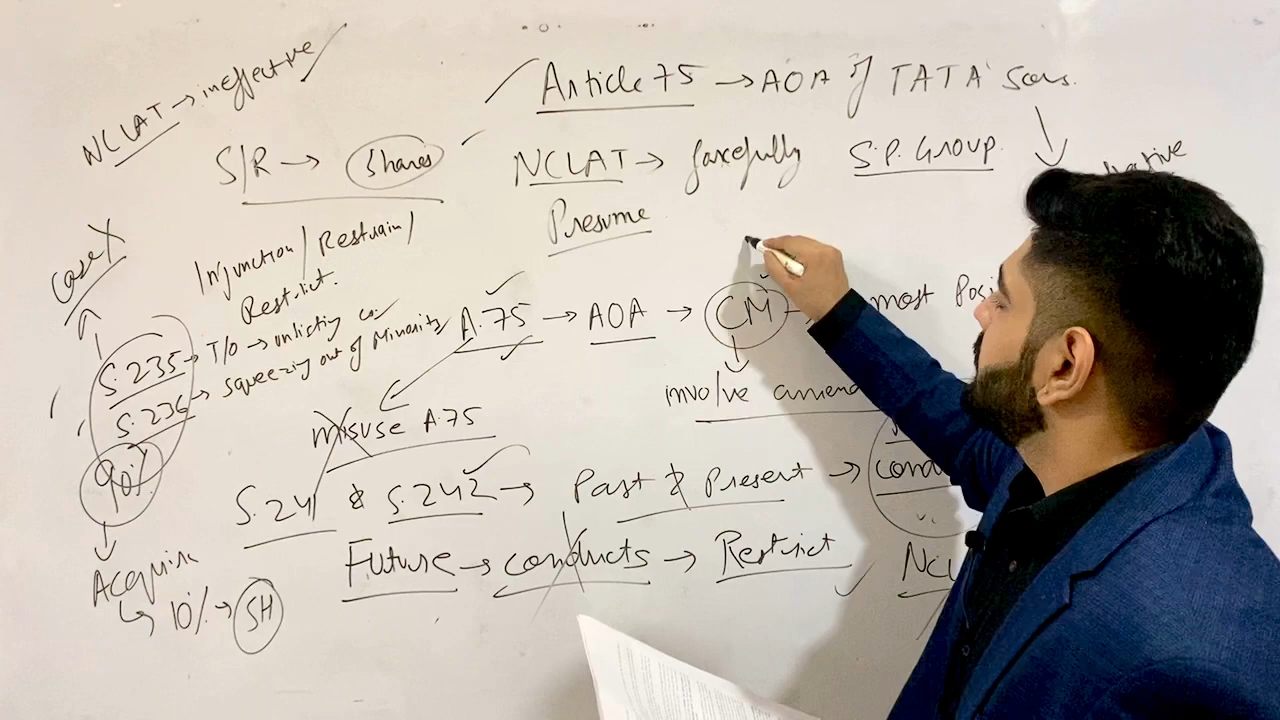 NCLAT → ineffective
Article 75 → AOA of TATA Sons.
S/R → Shares
NCLAT → forcefully S.P. GROUP.
Presume
case X
Injunction / Restrain /
Restrict.
A.75 → AOA → CM → most
S.235 → T/O → unlisting co
S.236 → squeezing out of Minority
involve
misuse A.75
90%
S.241 & S.242 → Past & Present →
Future → conducts → Restrict
Acquire
↳ 10% → SH